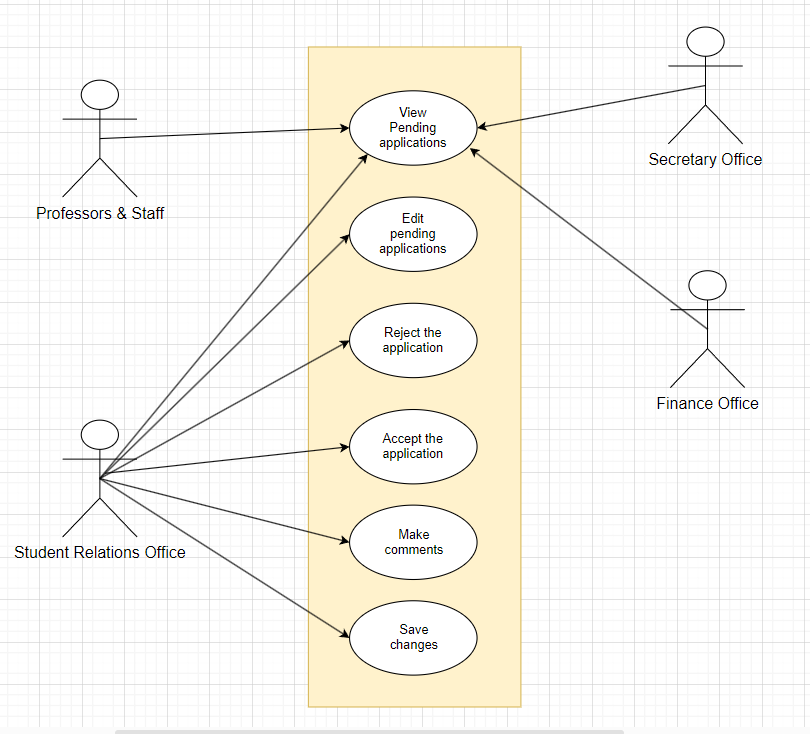 View
Pending
applications
Secretary Office
Professors & Staff
Edit
pending
applications
Reject the
application
Finance Office
Accept the
application
Student Relations Office
Make
comments
Save
changes